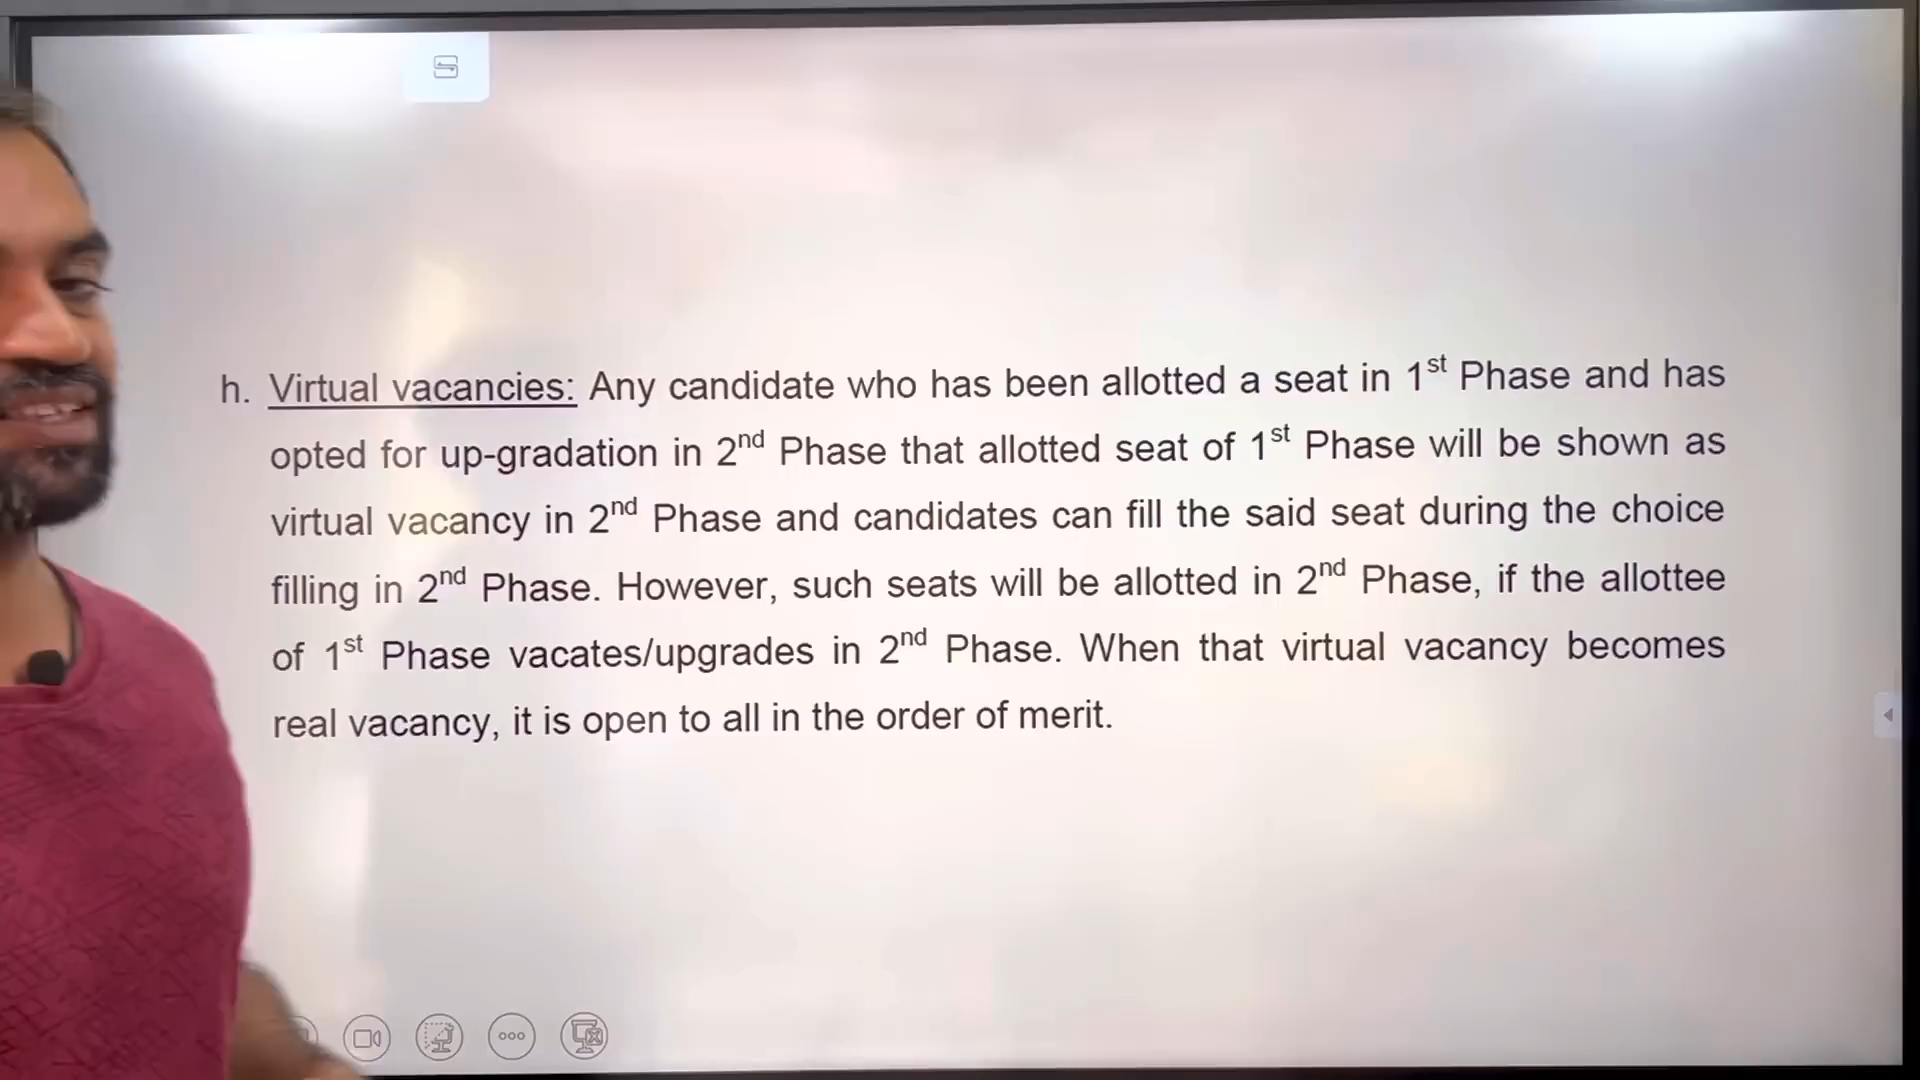 h. Virtual vacancies: Any candidate who has been allotted a seat in 1st Phase and has
opted for up-gradation in 2nd Phase that allotted seat of 1st Phase will be shown as
virtual vacancy in 2nd Phase and candidates can fill the said seat during the choice
filling in 2nd Phase. However, such seats will be allotted in 2nd Phase, if the allottee
of 1st Phase vacates/upgrades in 2nd Phase. When that virtual vacancy becomes
real vacancy, it is open to all in the order of merit.